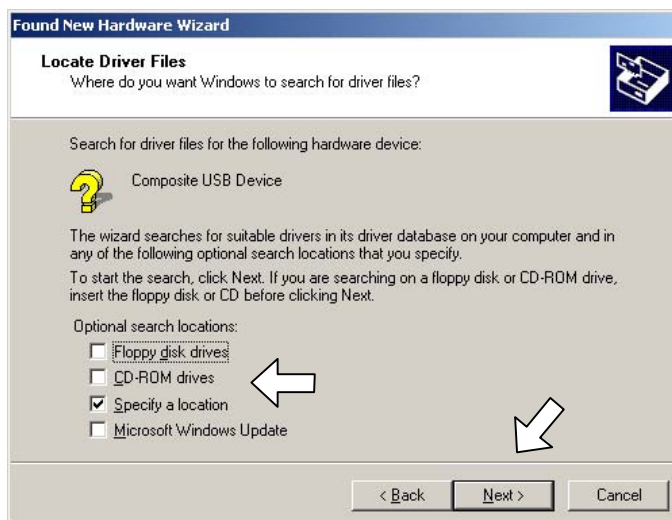 Found New Hardware Wizard
Locate Driver Files
Where do you want Windows to search for driver files?
Search for driver files for the following hardware device:
Composite USB Device
The wizard searches for suitable drivers in its driver database on your computer and in
any of the following optional search locations that you specify.
To start the search, click Next. If you are searching on a floppy disk or CD-ROM drive,
insert the floppy disk or CD before clicking Next.
Optional search locations:
Floppy disk drives
CD-ROM drives
Specify a location
Microsoft Windows Update
< Back Next > Cancel